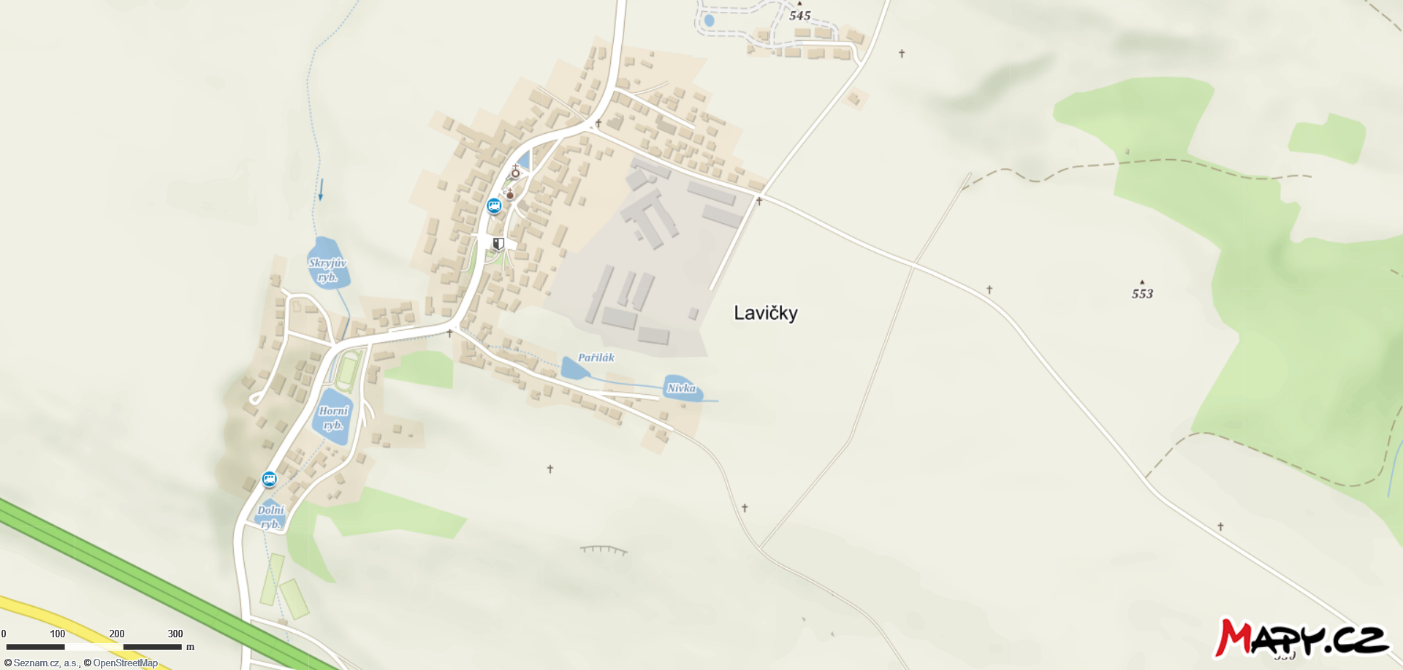 545
Skryjův
ryb.
553
Lavičky
Pařilák
Nivka
Horní
ryb.
Dolní
ryb.
0 100 200 300
m
© Seznam.cz, a.s., © OpenStreetMap
Mapy.cz